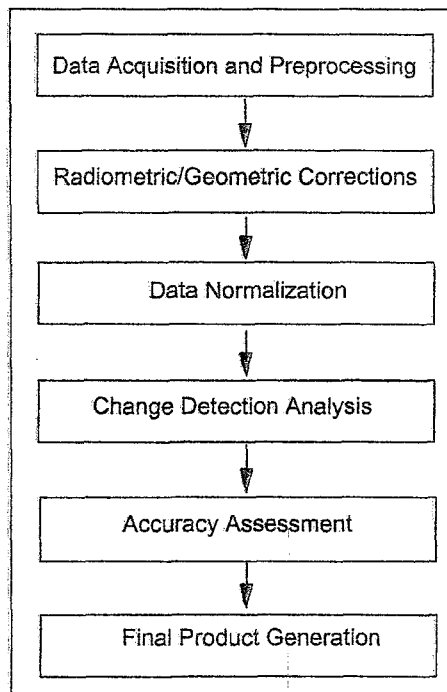 Data Acquisition and Preprocessing
Radiometric/Geometric Corrections
Data Normalization
Change Detection Analysis
Accuracy Assessment
Final Product Generation